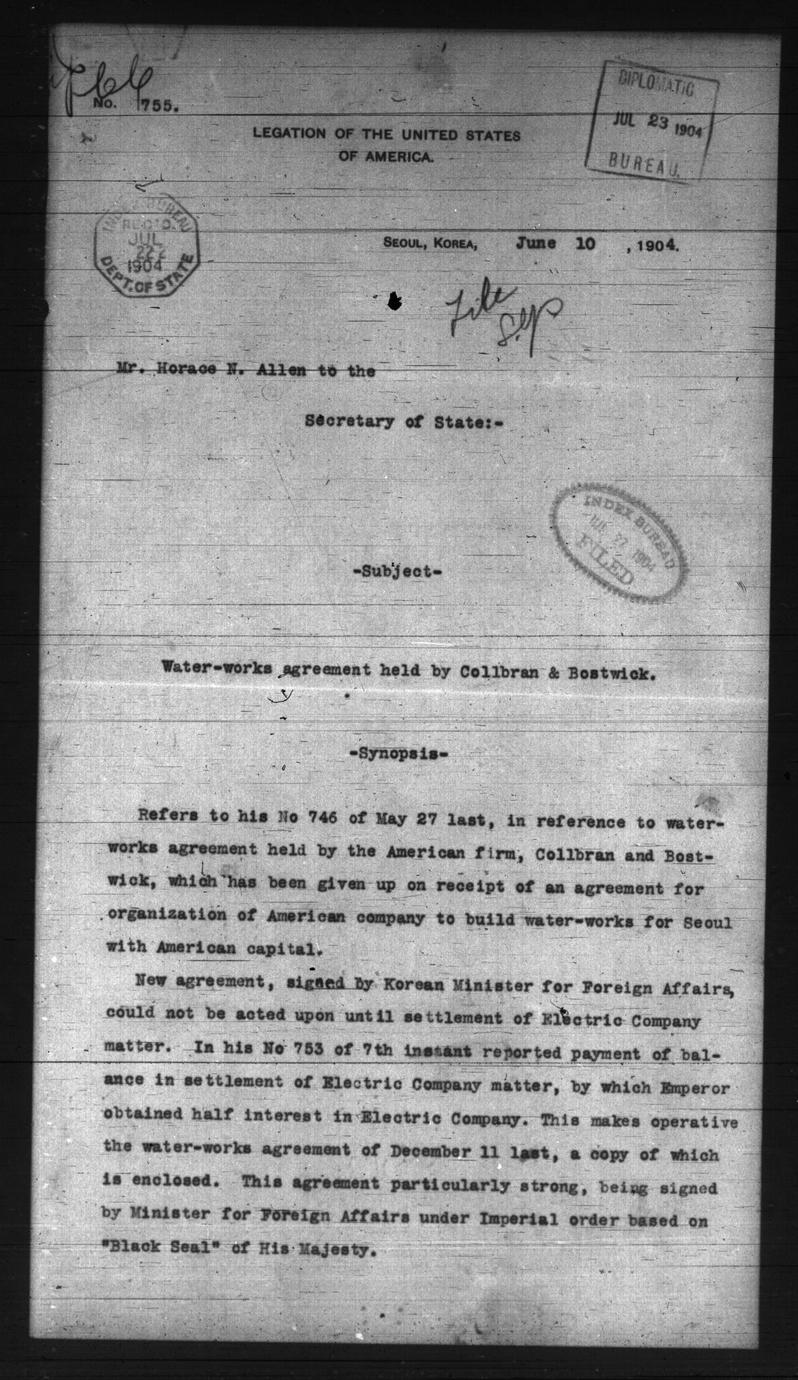 No. 755.
DIPLOMATIC
JUL 23 1904
BUREAU.
LEGATION OF THE UNITED STATES
OF AMERICA.
INDEX BUREAU
REC'D.
JUL
22
1904
DEPT. OF STATE
SEOUL, KOREA, June 10, 1904.
File
Mr. Horace N. Allen to the
Secretary of State:-
INDEX BUREAU
1904
FILED
-Subject-
Water-works agreement held by Collbran & Bostwick.
-Synopsis-
Refers to his No 746 of May 27 last, in reference to water-
works agreement held by the American firm, Collbran and Bost-
wick, which has been given up on receipt of an agreement for
organization of American company to build water-works for Seoul
with American capital.
New agreement, signed by Korean Minister for Foreign Affairs,
could not be acted upon until settlement of Electric Company
matter. In his No 753 of 7th instant reported payment of bal-
ance in settlement of Electric Company matter, by which Emperor
obtained half interest in Electric Company. This makes operative
the water-works agreement of December 11 last, a copy of which
is enclosed. This agreement particularly strong, being signed
by Minister for Foreign Affairs under Imperial order based on
"Black Seal" of His Majesty.